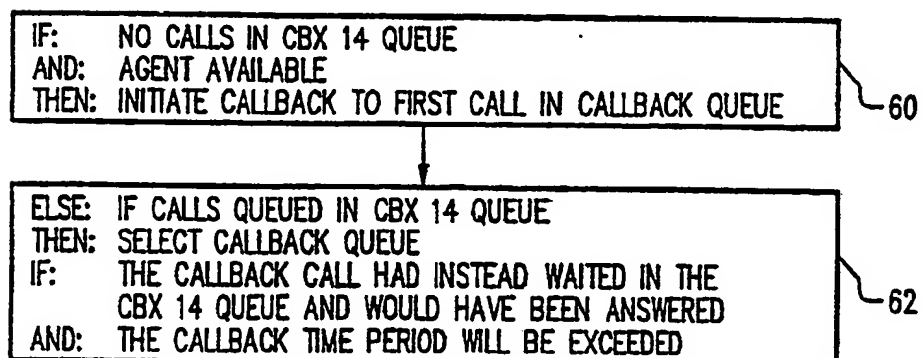 IF: NO CALLS IN CBX 14 QUEUE
AND: AGENT AVAILABLE
THEN: INITIATE CALLBACK TO FIRST CALL IN CALLBACK QUEUE
60
ELSE: IF CALLS QUEUED IN CBX 14 QUEUE
THEN: SELECT CALLBACK QUEUE
IF: THE CALLBACK CALL HAD INSTEAD WAITED IN THE
CBX 14 QUEUE AND WOULD HAVE BEEN ANSWERED
AND: THE CALLBACK TIME PERIOD WILL BE EXCEEDED
62